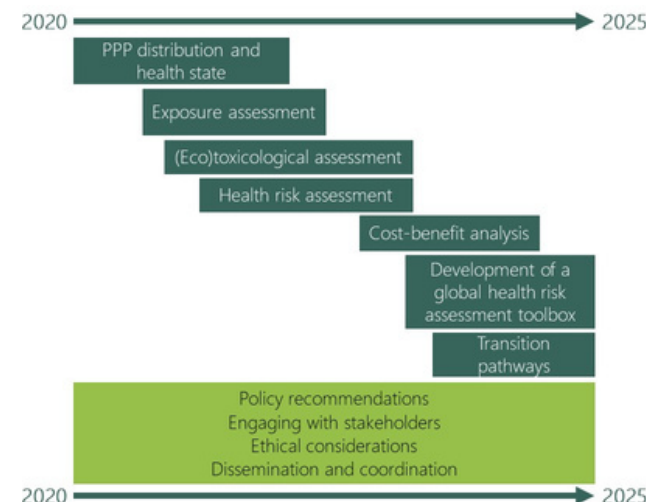 2020 2025
PPP distribution and
health state
Exposure assessment
(Eco)toxicological assessment
Health risk assessment
Cost-benefit analysis
Development of a
global health risk
assessment toolbox
Transition
pathways
Policy recommendations
Engaging with stakeholders
Ethical considerations
Dissemination and coordination
2020 2025